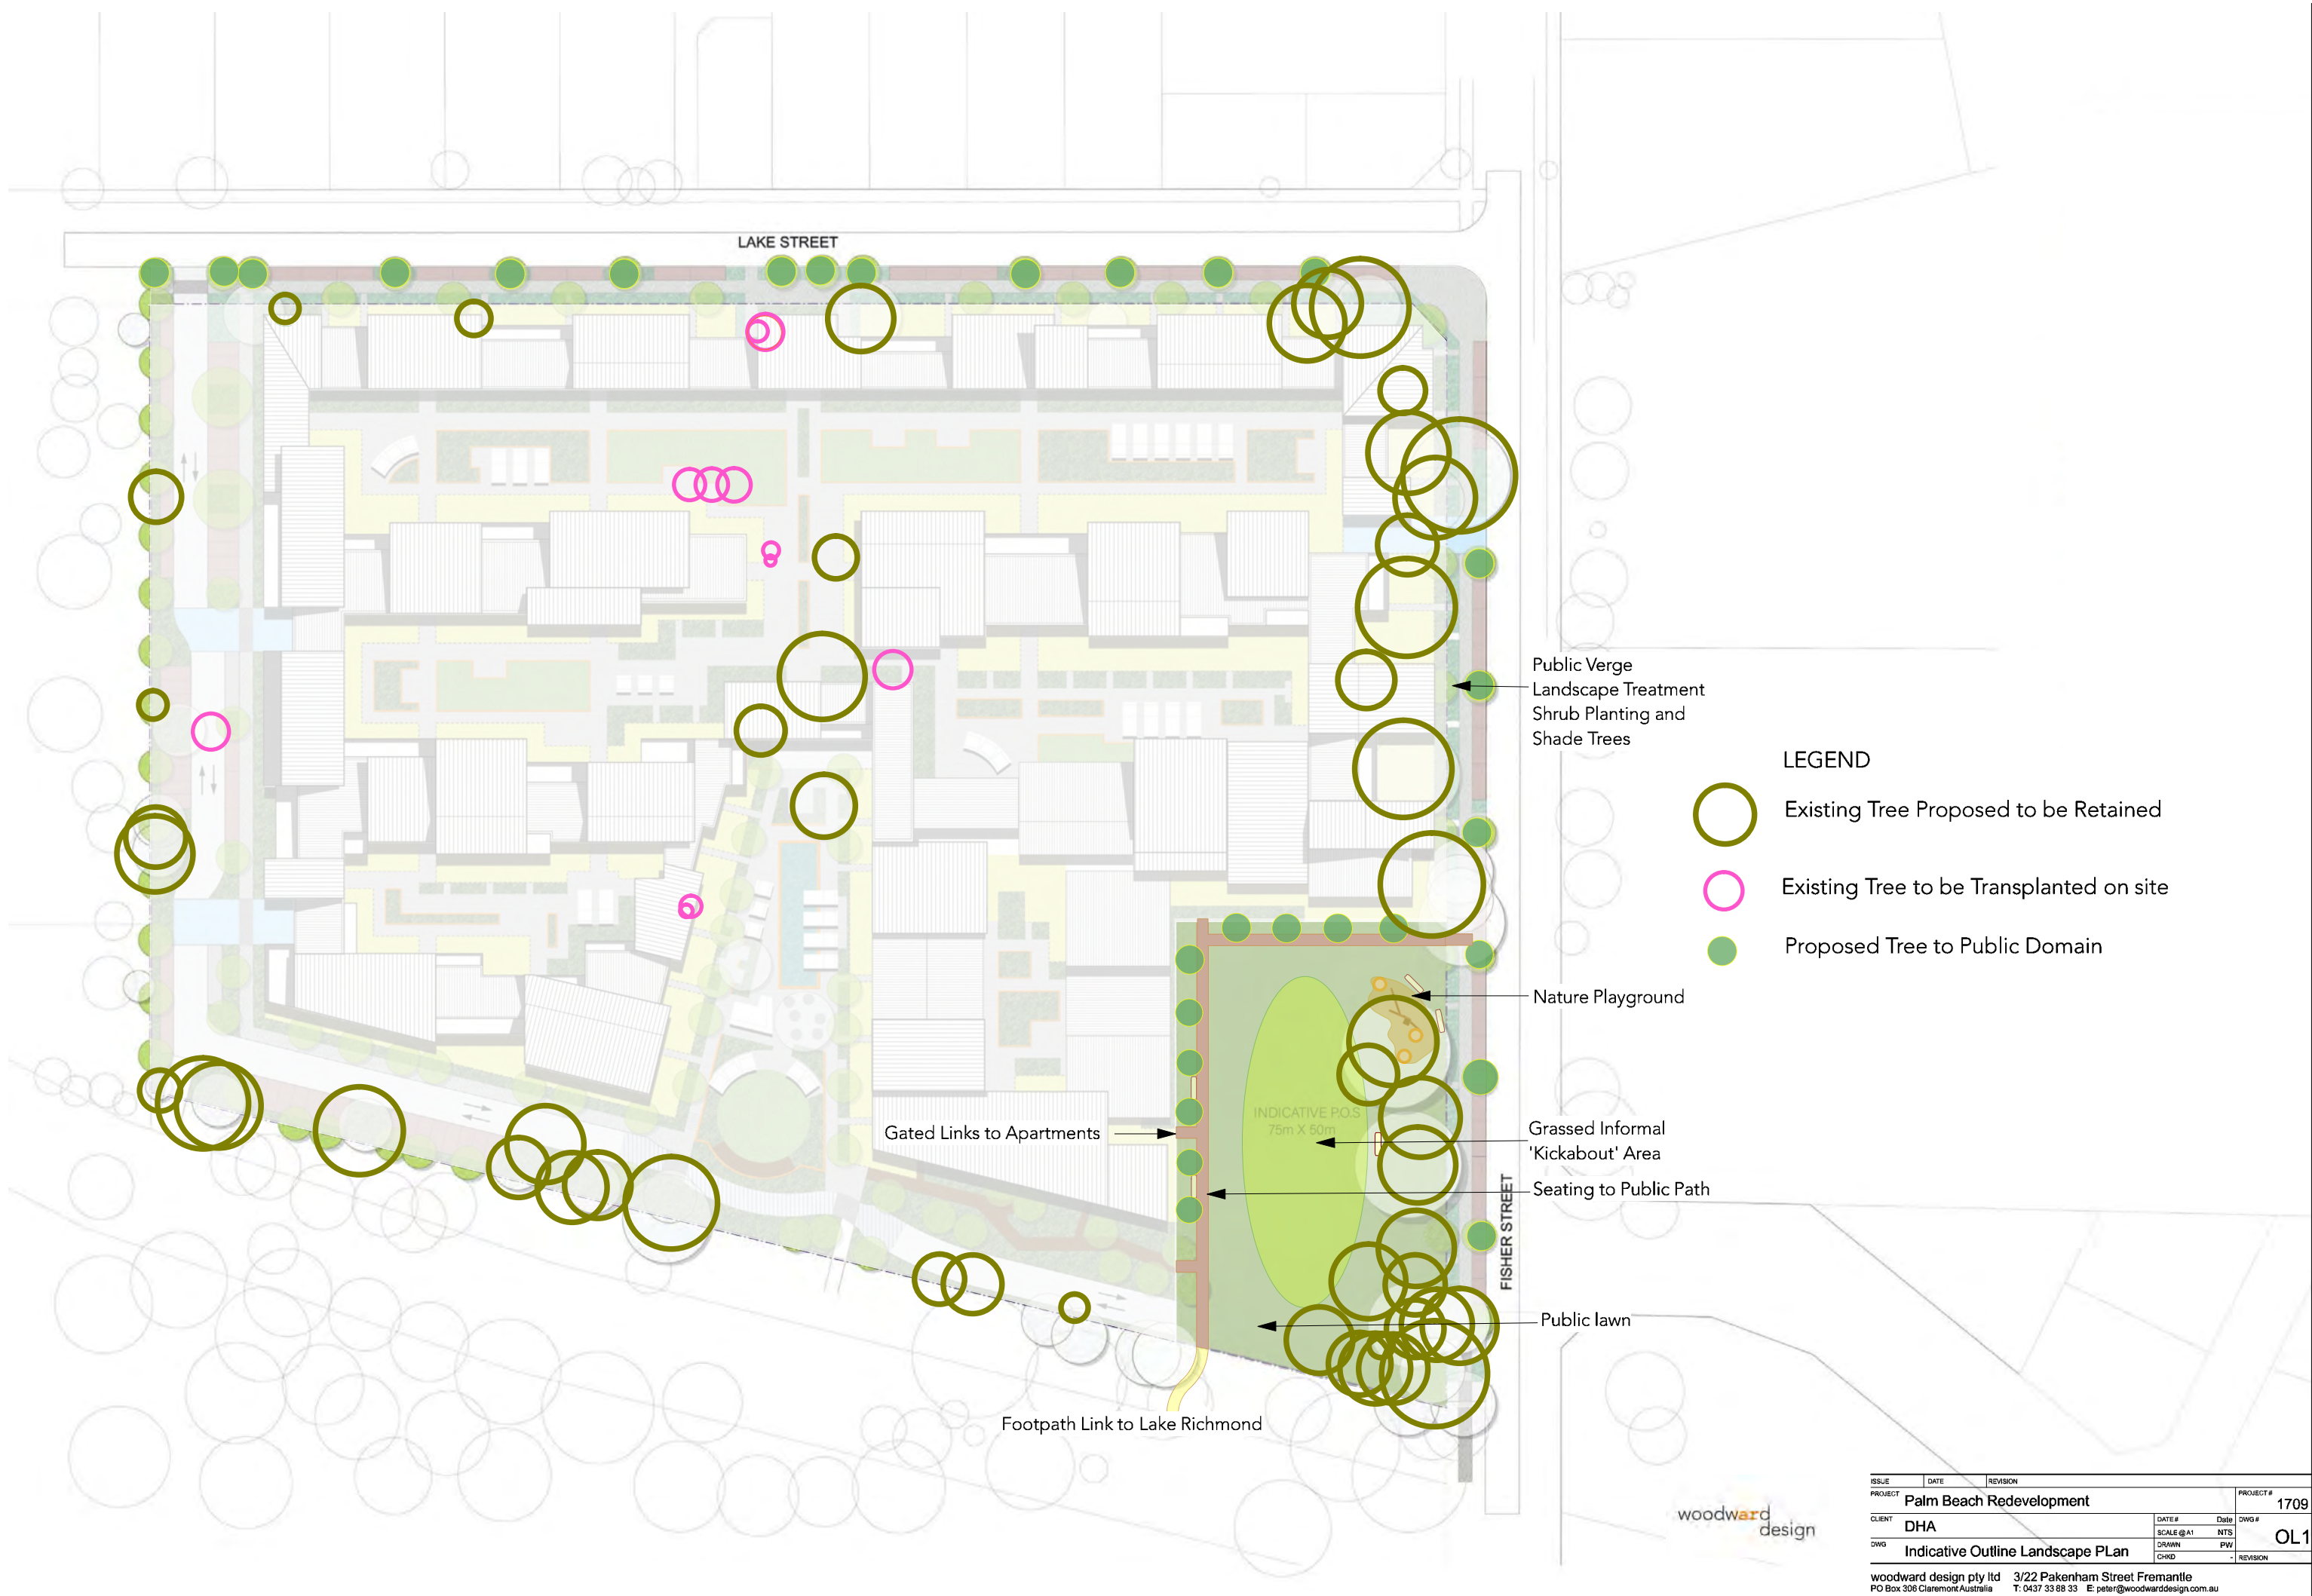 LAKE STREET
Public Verge
Landscape Treatment
Shrub Planting and
Shade Trees
LEGEND
Existing Tree Proposed to be Retained
Existing Tree to be Transplanted on site
Proposed Tree to Public Domain
Nature Playground
INDICATIVE P.O.S
75m X 50m
Gated Links to Apartments
Grassed Informal
'Kickabout' Area
Seating to Public Path
FISHER STREET
Public lawn
Footpath Link to Lake Richmond
woodward
design
ISSUE DATE REVISION
PROJECT Palm Beach Redevelopment PROJECT # 1709
CLIENT DHA
DATE # Date DWG #
SCALE @ A1 NTS OL1
DWG Indicative Outline Landscape PLan
DRAWN PW
CHKD - REVISION
woodward design pty ltd 3/22 Pakenham Street Fremantle
PO Box 306 Claremont Australia T: 0437 33 88 33 E: peter@woodwarddesign.com.au